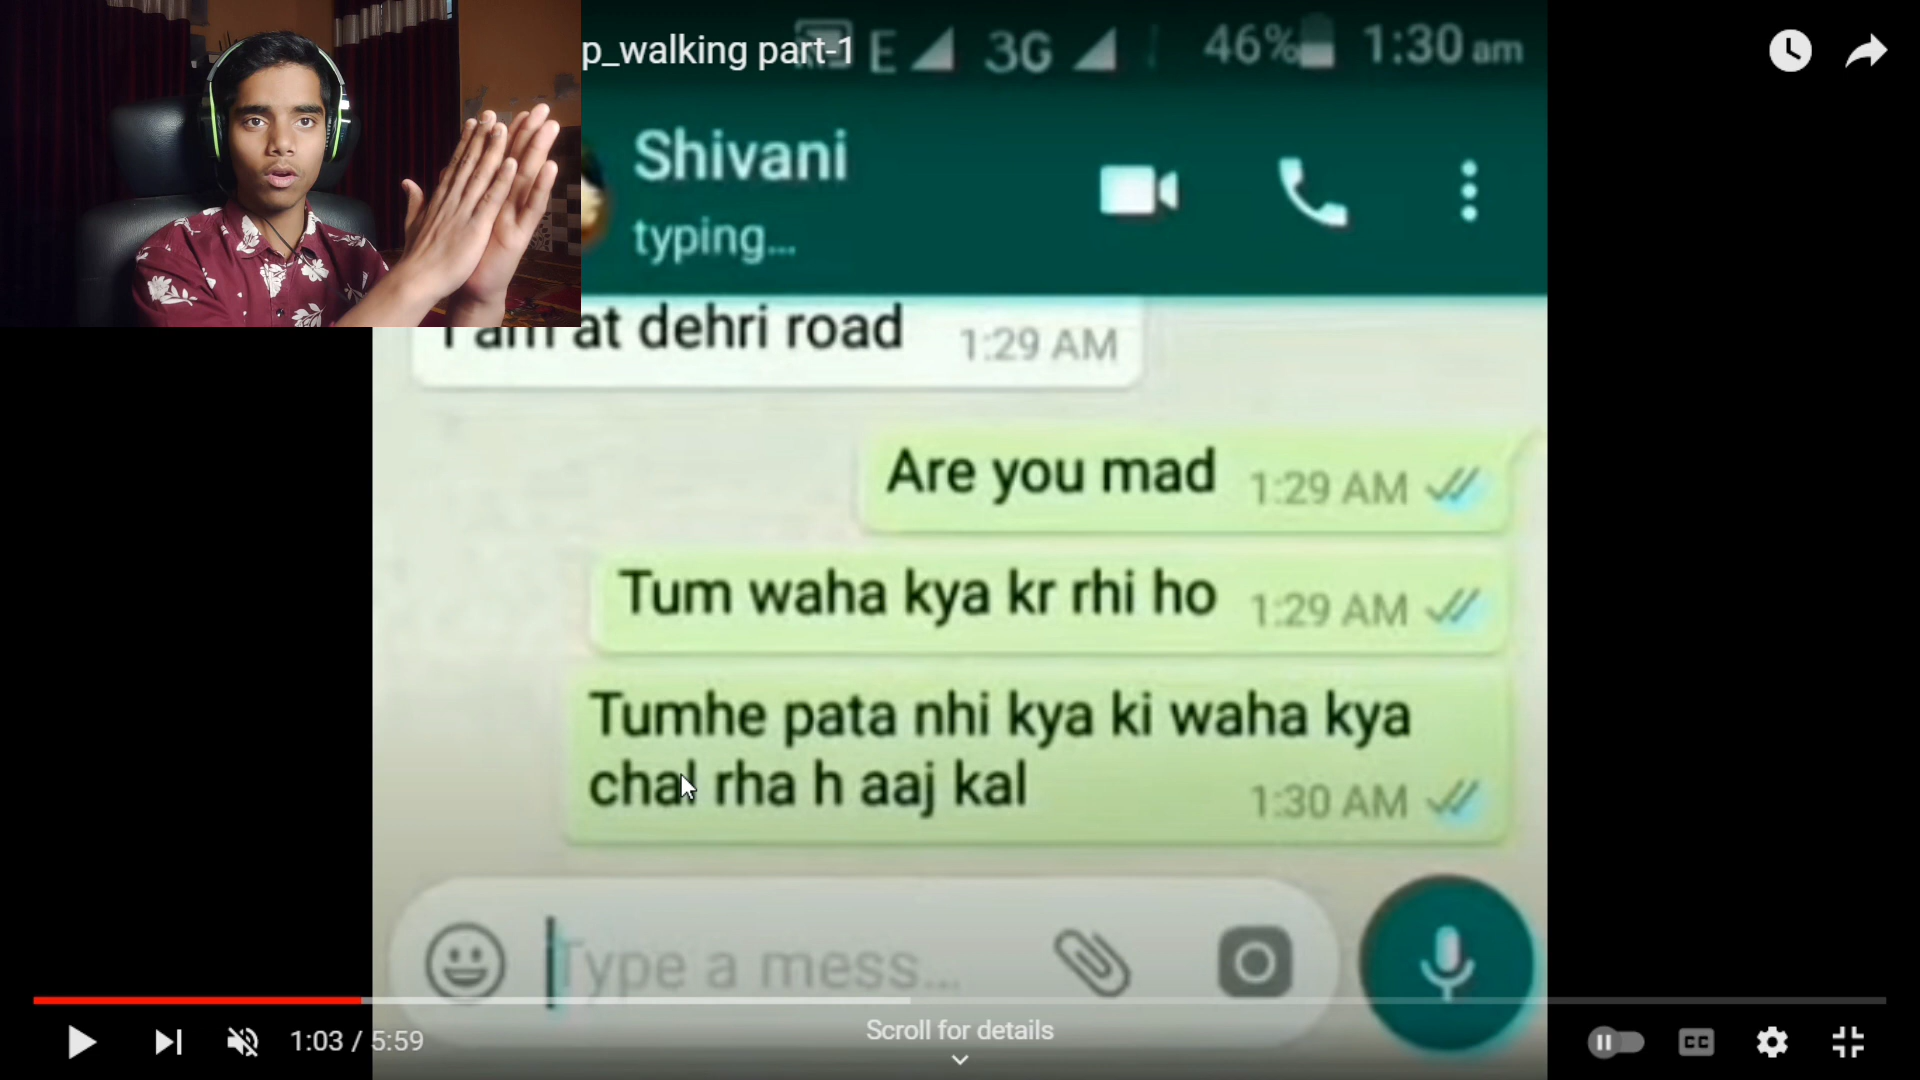 p_walking part-1 E 3G 46% 1:30 am
Shivani
typing...
I am at dehri road 1:29 AM
Are you mad 1:29 AM
Tum waha kya kr rhi ho 1:29 AM
Tumhe pata nhi kya ki waha kya
chal rha h aaj kal 1:30 AM
Type a mess...
Scroll for details
1:03 / 5:59
CC